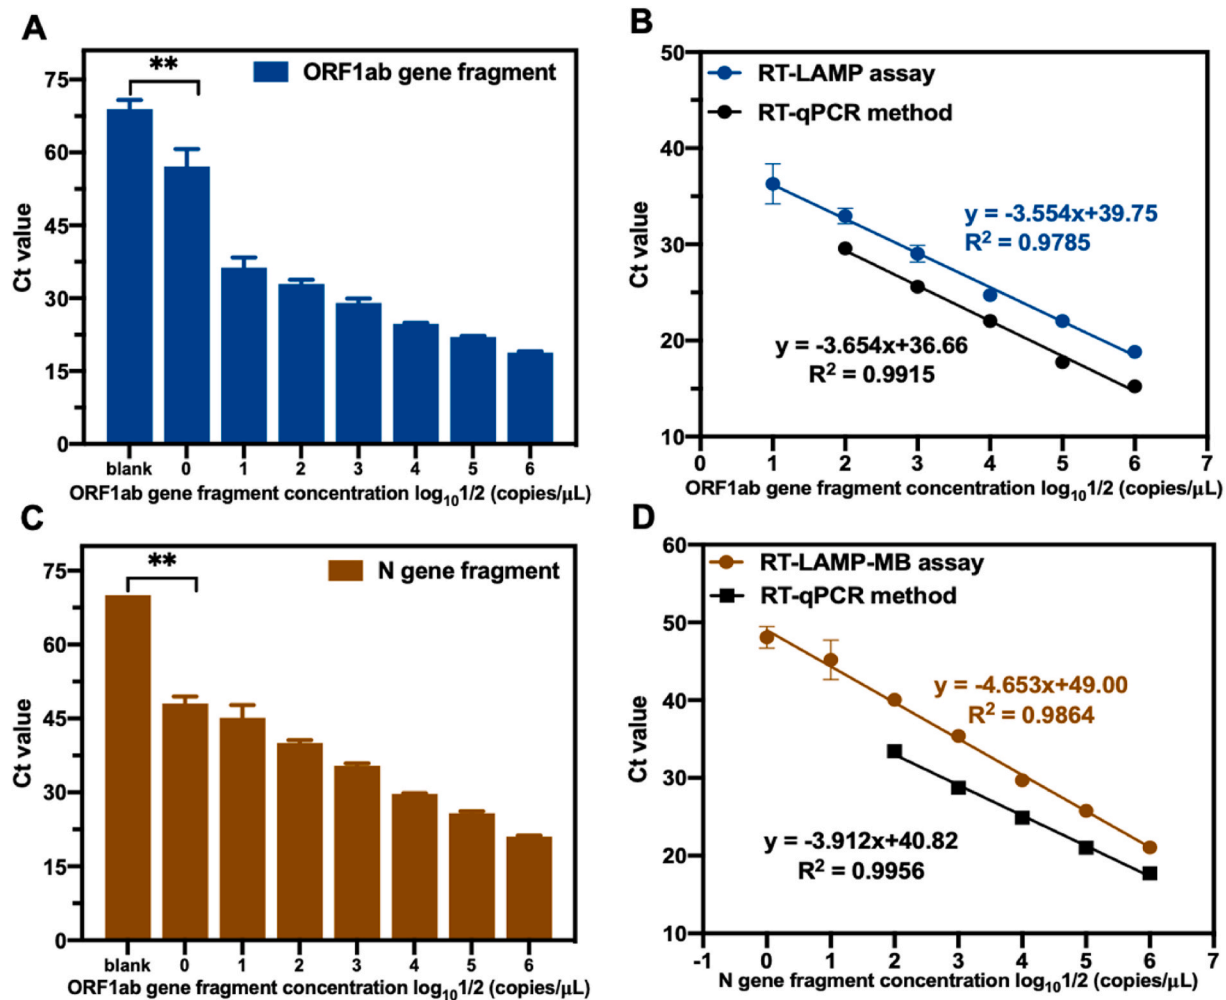 A
**
ORF1ab gene fragment
75
60
45
30
15
0
Ct value
blank 0 1 2 3 4 5 6
ORF1ab gene fragment concentration log₁₀1/2 (copies/μL)
B
RT-LAMP assay
RT-qPCR method
50
40
30
20
10
Ct value
y = -3.554x+39.75
R² = 0.9785
y = -3.654x+36.66
R² = 0.9915
0 1 2 3 4 5 6 7
ORF1ab gene fragment concentration log₁₀1/2 (copies/μL)
C
**
N gene fragment
75
60
45
30
15
0
Ct value
blank 0 1 2 3 4 5 6
ORF1ab gene fragment concentration log₁₀1/2 (copies/μL)
D
RT-LAMP-MB assay
RT-qPCR method
60
50
40
30
20
10
Ct value
y = -4.653x+49.00
R² = 0.9864
y = -3.912x+40.82
R² = 0.9956
-1 0 1 2 3 4 5 6 7
N gene fragment concentration log₁₀1/2 (copies/μL)